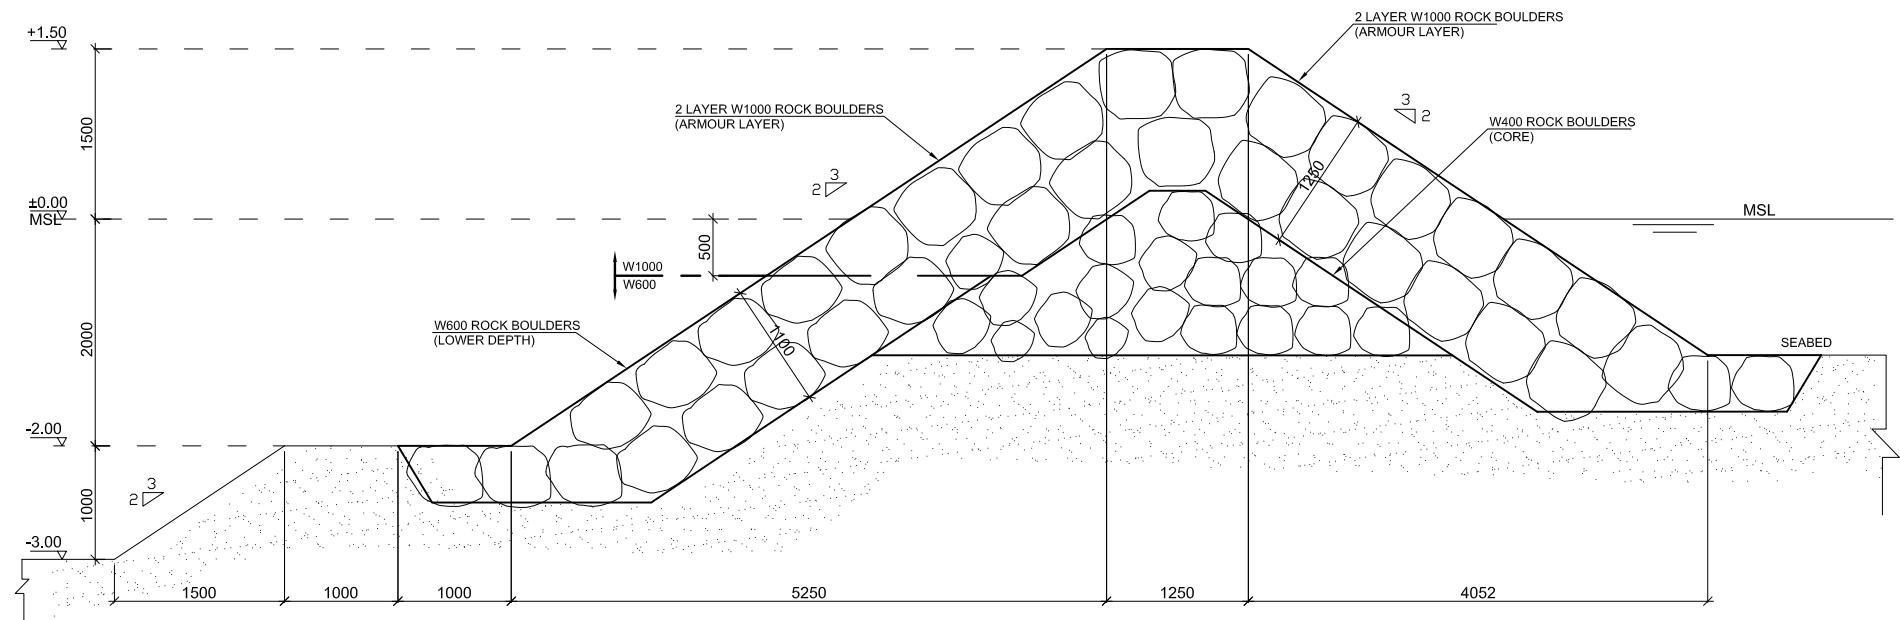 2 LAYER W1000 ROCK BOULDERS
(ARMOUR LAYER)
+1.50
2 LAYER W1000 ROCK BOULDERS
(ARMOUR LAYER)
3
2
W400 ROCK BOULDERS
(CORE)
1500
1250
3
2
±0.00
MSL
MSL
500
W1000
W600
W600 ROCK BOULDERS
(LOWER DEPTH)
1100
2000
SEABED
-2.00
3
2
1000
-3.00
1500
1000
1000
5250
1250
4052